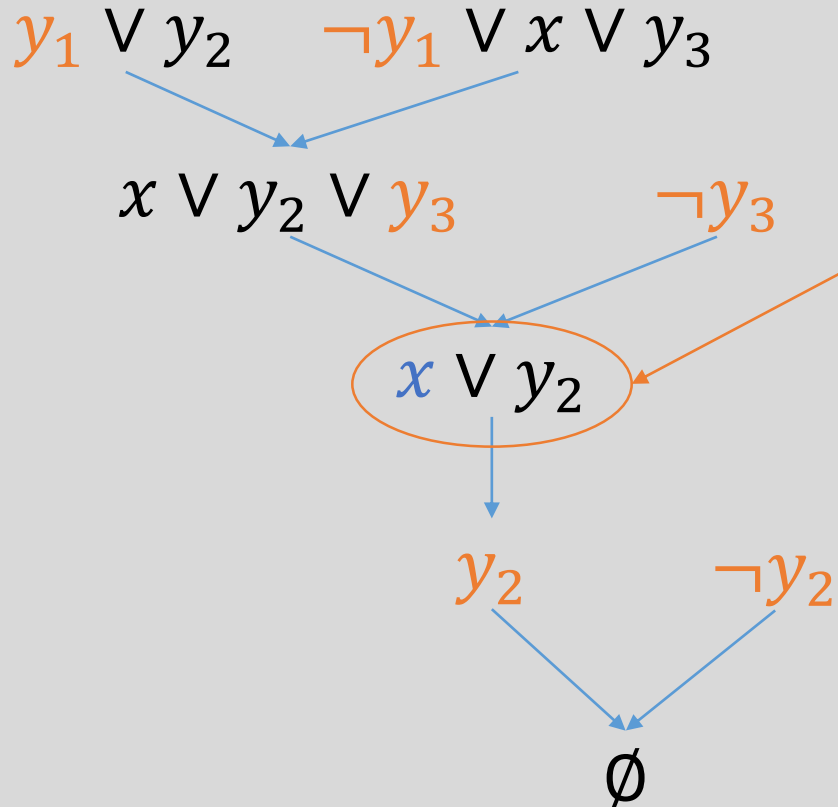 y₁ ∨ y₂ ¬y₁ ∨ x ∨ y₃
x ∨ y₂ ∨ y₃ ¬y₃
x ∨ y₂
y₂ ¬y₂
∅